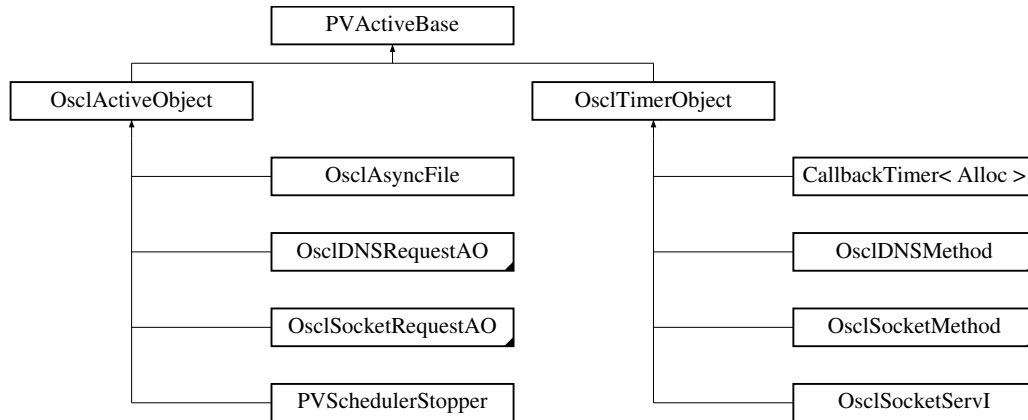 PVActiveBase
OsclActiveObject
OsclTimerObject
OsclAsyncFile
CallbackTimer< Alloc >
OsclDNSRequestAO
OsclDNSMethod
OsclSocketRequestAO
OsclSocketMethod
PVSchedulerStopper
OsclSocketServI